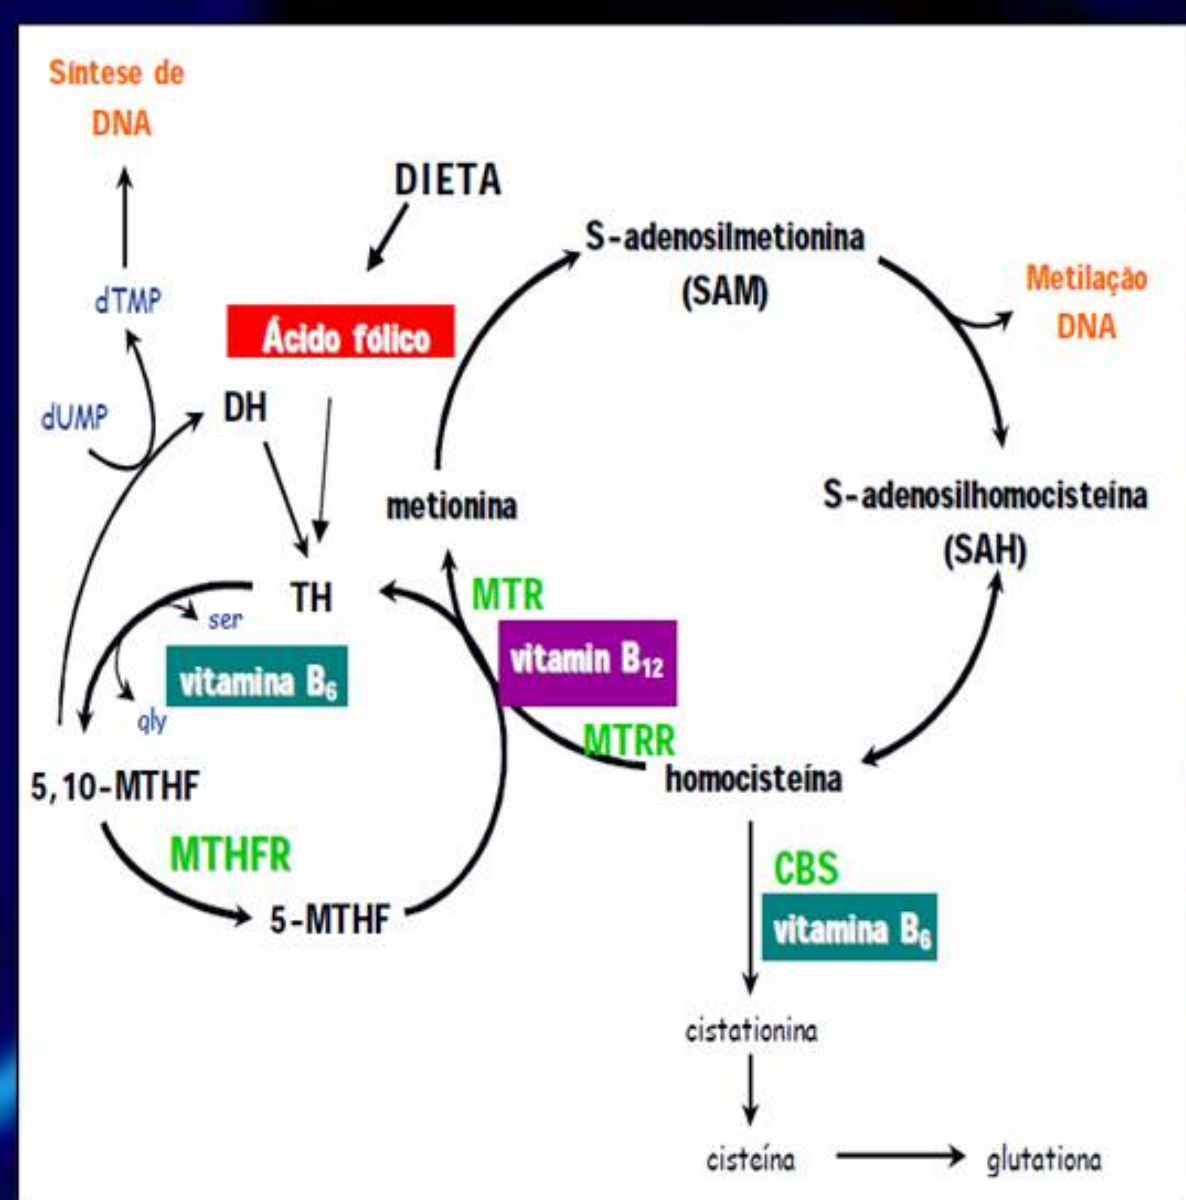 Síntese de
DNA
DIETA
S-adenosilmetionina
(SAM)
Metilação
DNA
dTMP
Ácido fólico
DH
dUMP
metionina
S-adenosilhomocisteína
(SAH)
TH
MTR
ser
vitamina B₆
vitamin B₁₂
gly
MTRR
homocisteína
5,10-MTHF
MTHFR
5-MTHF
CBS
vitamina B₆
cistationina
cisteína
glutationa